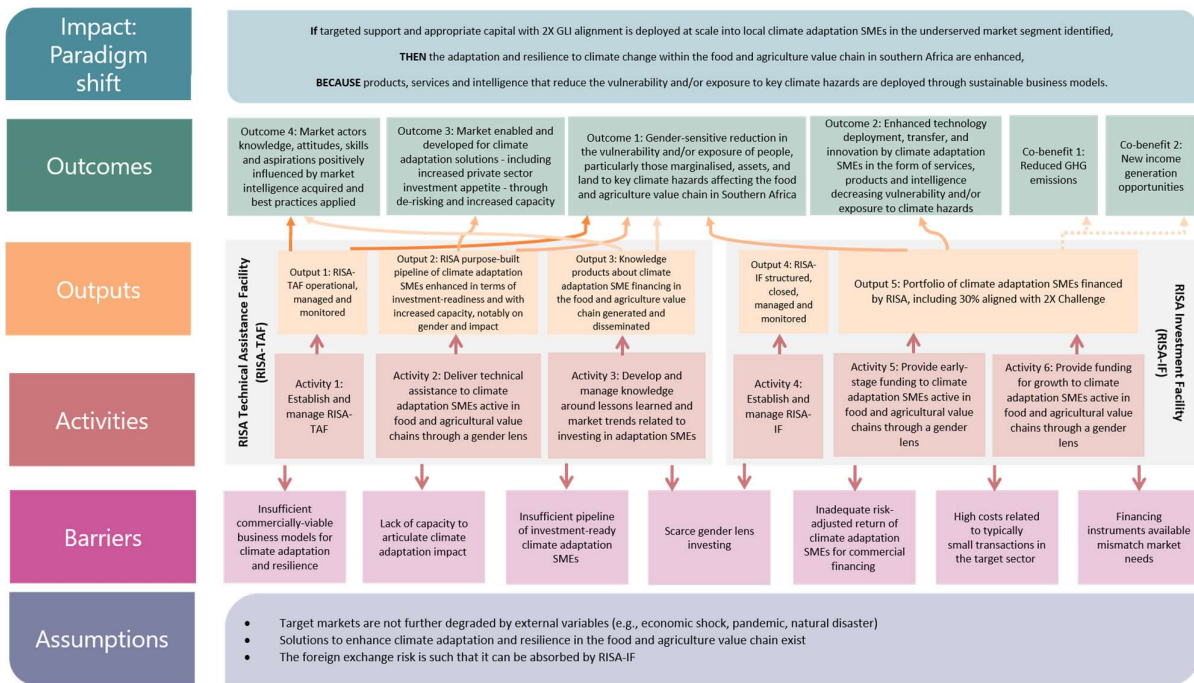 Impact:
Paradigm
shift
If targeted support and appropriate capital with 2X GLI alignment is deployed at scale into local climate adaptation SMEs in the underserved market segment identified,
THEN the adaptation and resilience to climate change within the food and agriculture value chain in southern Africa are enhanced,
BECAUSE products, services and intelligence that reduce the vulnerability and/or exposure to key climate hazards are deployed through sustainable business models.
Outcomes
Outcome 4: Market actors
knowledge, attitudes, skills
and aspirations positively
influenced by market
intelligence acquired and
best practices applied
Outcome 3: Market enabled and
developed for climate
adaptation solutions - including
increased private sector
investment appetite - through
de-risking and increased capacity
Outcome 1: Gender-sensitive reduction in
the vulnerability and/or exposure of people,
particularly those marginalised, assets, and
land to key climate hazards affecting the food
and agriculture value chain in Southern Africa
Outcome 2: Enhanced technology
deployment, transfer, and
innovation by climate adaptation
SMEs in the form of services,
products and intelligence
decreasing vulnerability and/or
exposure to climate hazards
Co-benefit 1:
Reduced GHG
emissions
Co-benefit 2:
New income
generation
opportunities
Outputs
RISA Technical Assistance Facility
(RISA-TAF)
Output 1: RISA-
TAF operational,
managed and
monitored
Output 2: RISA purpose-built
pipeline of climate adaptation
SMEs enhanced in terms of
investment-readiness and with
increased capacity, notably on
gender and impact
Output 3: Knowledge
products about climate
adaptation SME financing in
the food and agriculture value
chain generated and
disseminated
Output 4: RISA-
IF structured,
closed,
managed and
monitored
Output 5: Portfolio of climate adaptation SMEs financed
by RISA, including 30% aligned with 2X Challenge
RISA Investment Facility
(RISA-IF)
Activities
Activity 1:
Establish and
manage RISA-
TAF
Activity 2: Deliver technical
assistance to climate
adaptation SMEs active in
food and agricultural value
chains through a gender lens
Activity 3: Develop and
manage knowledge
around lessons learned and
market trends related to
investing in adaptation SMEs
Activity 4:
Establish and
manage RISA-
IF
Activity 5: Provide early-
stage funding to climate
adaptation SMEs active in
food and agricultural value
chains through a gender
lens
Activity 6: Provide funding
for growth to climate
adaptation SMEs active in
food and agricultural value
chains through a gender
lens
Barriers
Insufficient
commercially-viable
business models for
climate adaptation
and resilience
Lack of capacity to
articulate climate
adaptation impact
Insufficient pipeline
of investment-ready
climate adaptation
SMEs
Scarce gender lens
investing
Inadequate risk-
adjusted return of
climate adaptation
SMEs for commercial
financing
High costs related
to typically
small transactions in
the target sector
Financing
instruments available
mismatch market
needs
Assumptions
• Target markets are not further degraded by external variables (e.g., economic shock, pandemic, natural disaster)
• Solutions to enhance climate adaptation and resilience in the food and agriculture value chain exist
• The foreign exchange risk is such that it can be absorbed by RISA-IF